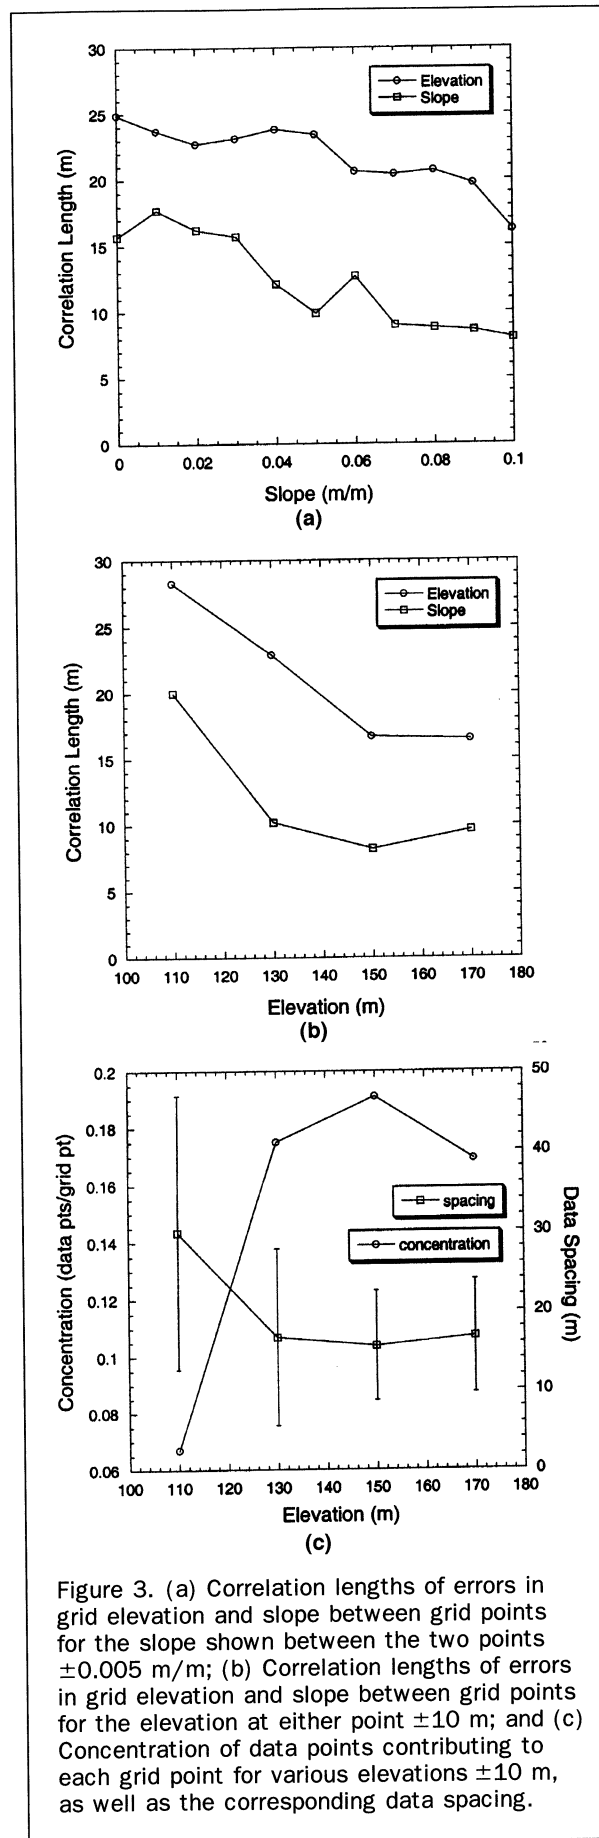 30
25
20
15
10
5
0
Correlation Length (m)
Elevation
Slope
0 0.02 0.04 0.06 0.08 0.1
Slope (m/m)
(a)
30
25
20
15
10
5
0
Correlation Length (m)
Elevation
Slope
100 110 120 130 140 150 160 170 180
Elevation (m)
(b)
0.2
0.18
0.16
0.14
0.12
0.1
0.08
0.06
Concentration (data pts/grid pt)
spacing
concentration
50
40
30
20
10
0
Data Spacing (m)
100 110 120 130 140 150 160 170 180
Elevation (m)
(c)
Figure 3. (a) Correlation lengths of errors in
grid elevation and slope between grid points
for the slope shown between the two points
±0.005 m/m; (b) Correlation lengths of errors
in grid elevation and slope between grid points
for the elevation at either point ±10 m; and (c)
Concentration of data points contributing to
each grid point for various elevations ±10 m,
as well as the corresponding data spacing.